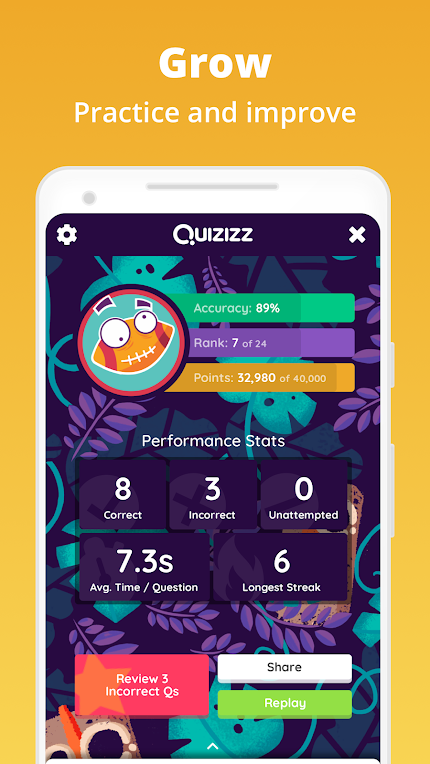 Grow
Practice and improve
QUIZIZZ
Accuracy: 89%
Rank: 7 of 24
Points: 32,980 of 40,000
Performance Stats
8
Correct
3
Incorrect
0
Unattempted
7.3s
Avg. Time / Question
6
Longest Streak
Review 3
Incorrect Qs
Share
Replay